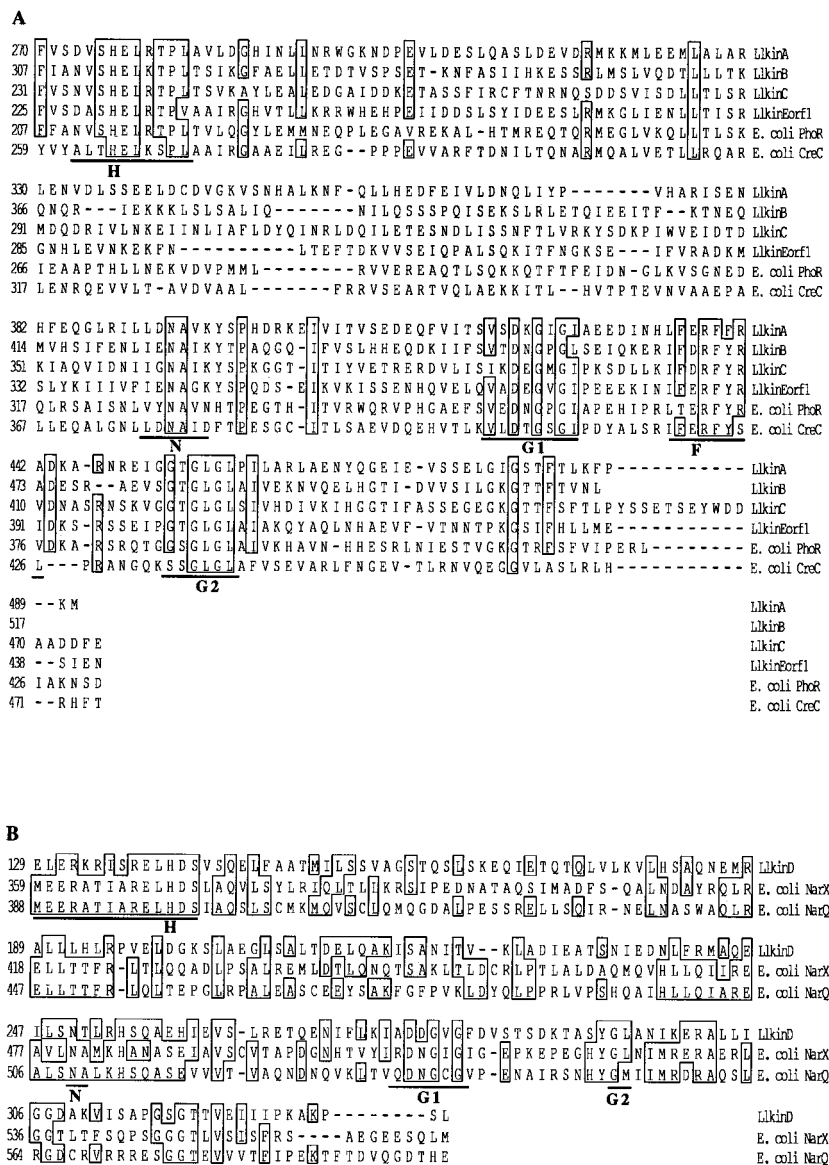 A
270 FVSDVSHELRTPLAVLDGHINLLNRWGKNDPEVLDESLQASLDEVDRMKKMLEEMLALAR LlkinA
307 FIANVSHELKTPLTSIKGFAELLETDTVSPSET-KNFASIIHKESSRLMSLVQDTLLLTK LlkinB
231 FVSNVSHELRTPLTSVKAYLEALEDGAIDDKETASSFIRCFTNRNQSDDSVISDLLTLSR LlkinC
FVSDASHELRTPVAAIRGHVTLLKRRWEHHPEIIDDSLSYIDEESLRMKGLIENLLTISR LlkinEorf1
207 FFANVSHELRTPLTVLQGYLEMMNEQPLEGAVREKAL-HTMREQTQRMEGLVKQLLTLSK E. coli PhoR
259 YVYALTHELKSPLAAIRGAAEILREG-PPPEVVARFTDNILTQNARMQALVETLLRQAR E. coli CreC
H
330 LENVDLSSEELDCDVGKVSNHALKNF-QLLHEDFEIVLDNQLIYP-----VHARISEN LlkinA
366 QNQR---IEKKKLSLSALIQ-------NILQSSSPQISEKSLRLETQIEEITF--KTNEQ LlkinB
291 MDQDRIVLNKEIINLIAFLDYQINRLDQILETESNDLISSNFTLVRKYSDKPIWVEIDTD LlkinC
285 GNHLEVNKEKFN---------LTEFTDKVVSEIQPALSQKITFNGKSE---IFVRADKM LlkinEorf1
266 IEAAPTHLLNEKVDVPMML--------RVVEREAQTLSQKKQTFTFEIDN-GLKVSGNED E. coli PhoR
317 LENRQEVVLT-AVDVAAL--------FRRVSEARTVQLAEKKITL--HVTPTEVNVAAEPA E. coli CreC
382 HFEQGLRILLDNAVKYSPHDRKEIVITVSEDEQFVITSVSDKGIGIAEEDINHLFERFFR LlkinA
414 MVHSIFENLIENAIKYTPAQGQ-IFVSLHHEQDKIIFSVTDNGPGLSEIQKERIFDRFYR LlkinB
351 KIAQVIDNIIGNAIKYSPKGGT-ITIYVETRERDVLISIKDEGMGIPKSDLLKIFDRFYR LlkinC
332 SLYKIIIVFIENAGKYSPQDS-EIKVKISSENHQVELQVADEGVGIPEEEKINIFERFYR LlkinEorf1
317 QLRSAISNLVYNAVNHTPEGTH-ITVRWQRVPHGAEFSVEDNGPGIAPEHIPRLTERFYR E. coli PhoR
367 LLEQALGNLLDNAIDFTPESGC-ITLSAEVDQEHVTLKVLDTGSGIPDYALSRIFERFYS E. coli CreC
N G1 F
442 ADKA-RNREIGGTGLGLPILARLAENYQGEIE-VSSELGIGSTFTLKFP----------- LlkinA
473 ADESR--AEVSGTGLGLAIVEKNVQELHGTI-DVVSILGKGTTFTVNL LlkinB
410 VDNASRNSKVGGTGLGLSIVHDIVKIHGGTIFASSEGEGKGTTFSFTLPYSSETSEYWDD LlkinC
391 IDKS-RSSEIPGTGLGLAIAKQYAQLNHAEVF-VTNNTPKGSIFHLLME---------- LlkinEorf1
376 VDKA-RSRQTGGSGLGLAIVKHAVN-HHESRLNIESTVGKGTRFSFVIPERL-------- E. coli PhoR
426 L---PRANGQKSSGLGLAFVSEVARLFNGEV-TLRNVQEGGVLASLRLH---------- E. coli CreC
G2
489 --KM LlkinA
517 LlkinB
470 AADDFE LlkinC
438 --SIEN LlkinEorf1
426 IAKNSD E. coli PhoR
471 --RHFT E. coli CreC
B
129 ELERKRISRELHDSVSQELFAATMILSSVAGSTQSLSKEQIETQTQLVLKVLHSAQNEMR LlkinD
359 MEERATIARELHDSLAQVLSYLRIQLTLLKRSIPEDNATAQSIMADFS-QALNDAYRQLR E. coli NarX
388 MEERATIARELHDSIAQSLSCMKMQVSCLQMQGDALPESSRELLSQIR-NELNASWAQLR E. coli NarQ
H
189 ALLLHLRPVELDGKSLAEGLSALTDELQAKISANITV--KLADIEATSNIEDNLFRMAQE LlkinD
418 ELLTTFR-LTLQQADLPSALREMLDTLQNQTSAKLTLDCRLPTLALDAQMQVHLLQIIRE E. coli NarX
447 ELLTTFR-LQLTEPGLRPALEASCEEYSAKFGFPVKLDYQLPPRLVPSHQAIHLLQIARE E. coli NarQ
247 ILSNTLRHSQAEHIEVS-LRETQENIFLKIADDGVGFDVSTSDKTASYGLANIKERALLI LlkinD
477 AVLNAMKHANASEIAVSCVTAPDGNHTVYIRDNGIGIG-EPKEPEGHYGLNIMRERAERL E. coli NarX
506 ALSNALKHSQASEVVVT-VAQNDNQVKLTVQDNGCGVP-ENAIRSNHYGMIIMRDRAQSL E. coli NarQ
N G1 G2
306 GGDAKVISAPGSGTTVEIIIPKAKP--------SL LlkinD
536 GGTLTFSQPSGGGTLVSISFRS----AEGEESQLM E. coli NarX
564 RGDCRVRRRESGGTEVVVTFIPEKTFTDVQGDTHE E. coli NarQ